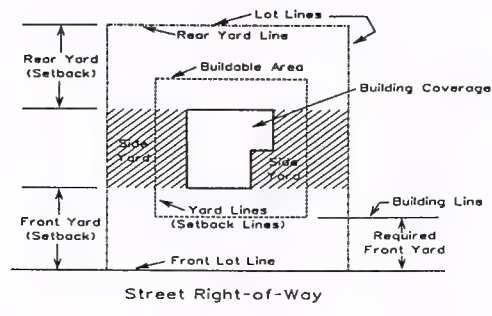 Lot Lines
Rear Yard Line
Rear Yard
(Setback)
Buildable Area
Building Coverage
Side
Yard
Side
Yard
Yard Lines
(Setback Lines)
Building Line
Front Yard
(Setback)
Required
Front Yard
Front Lot Line
Street Right-of-Way